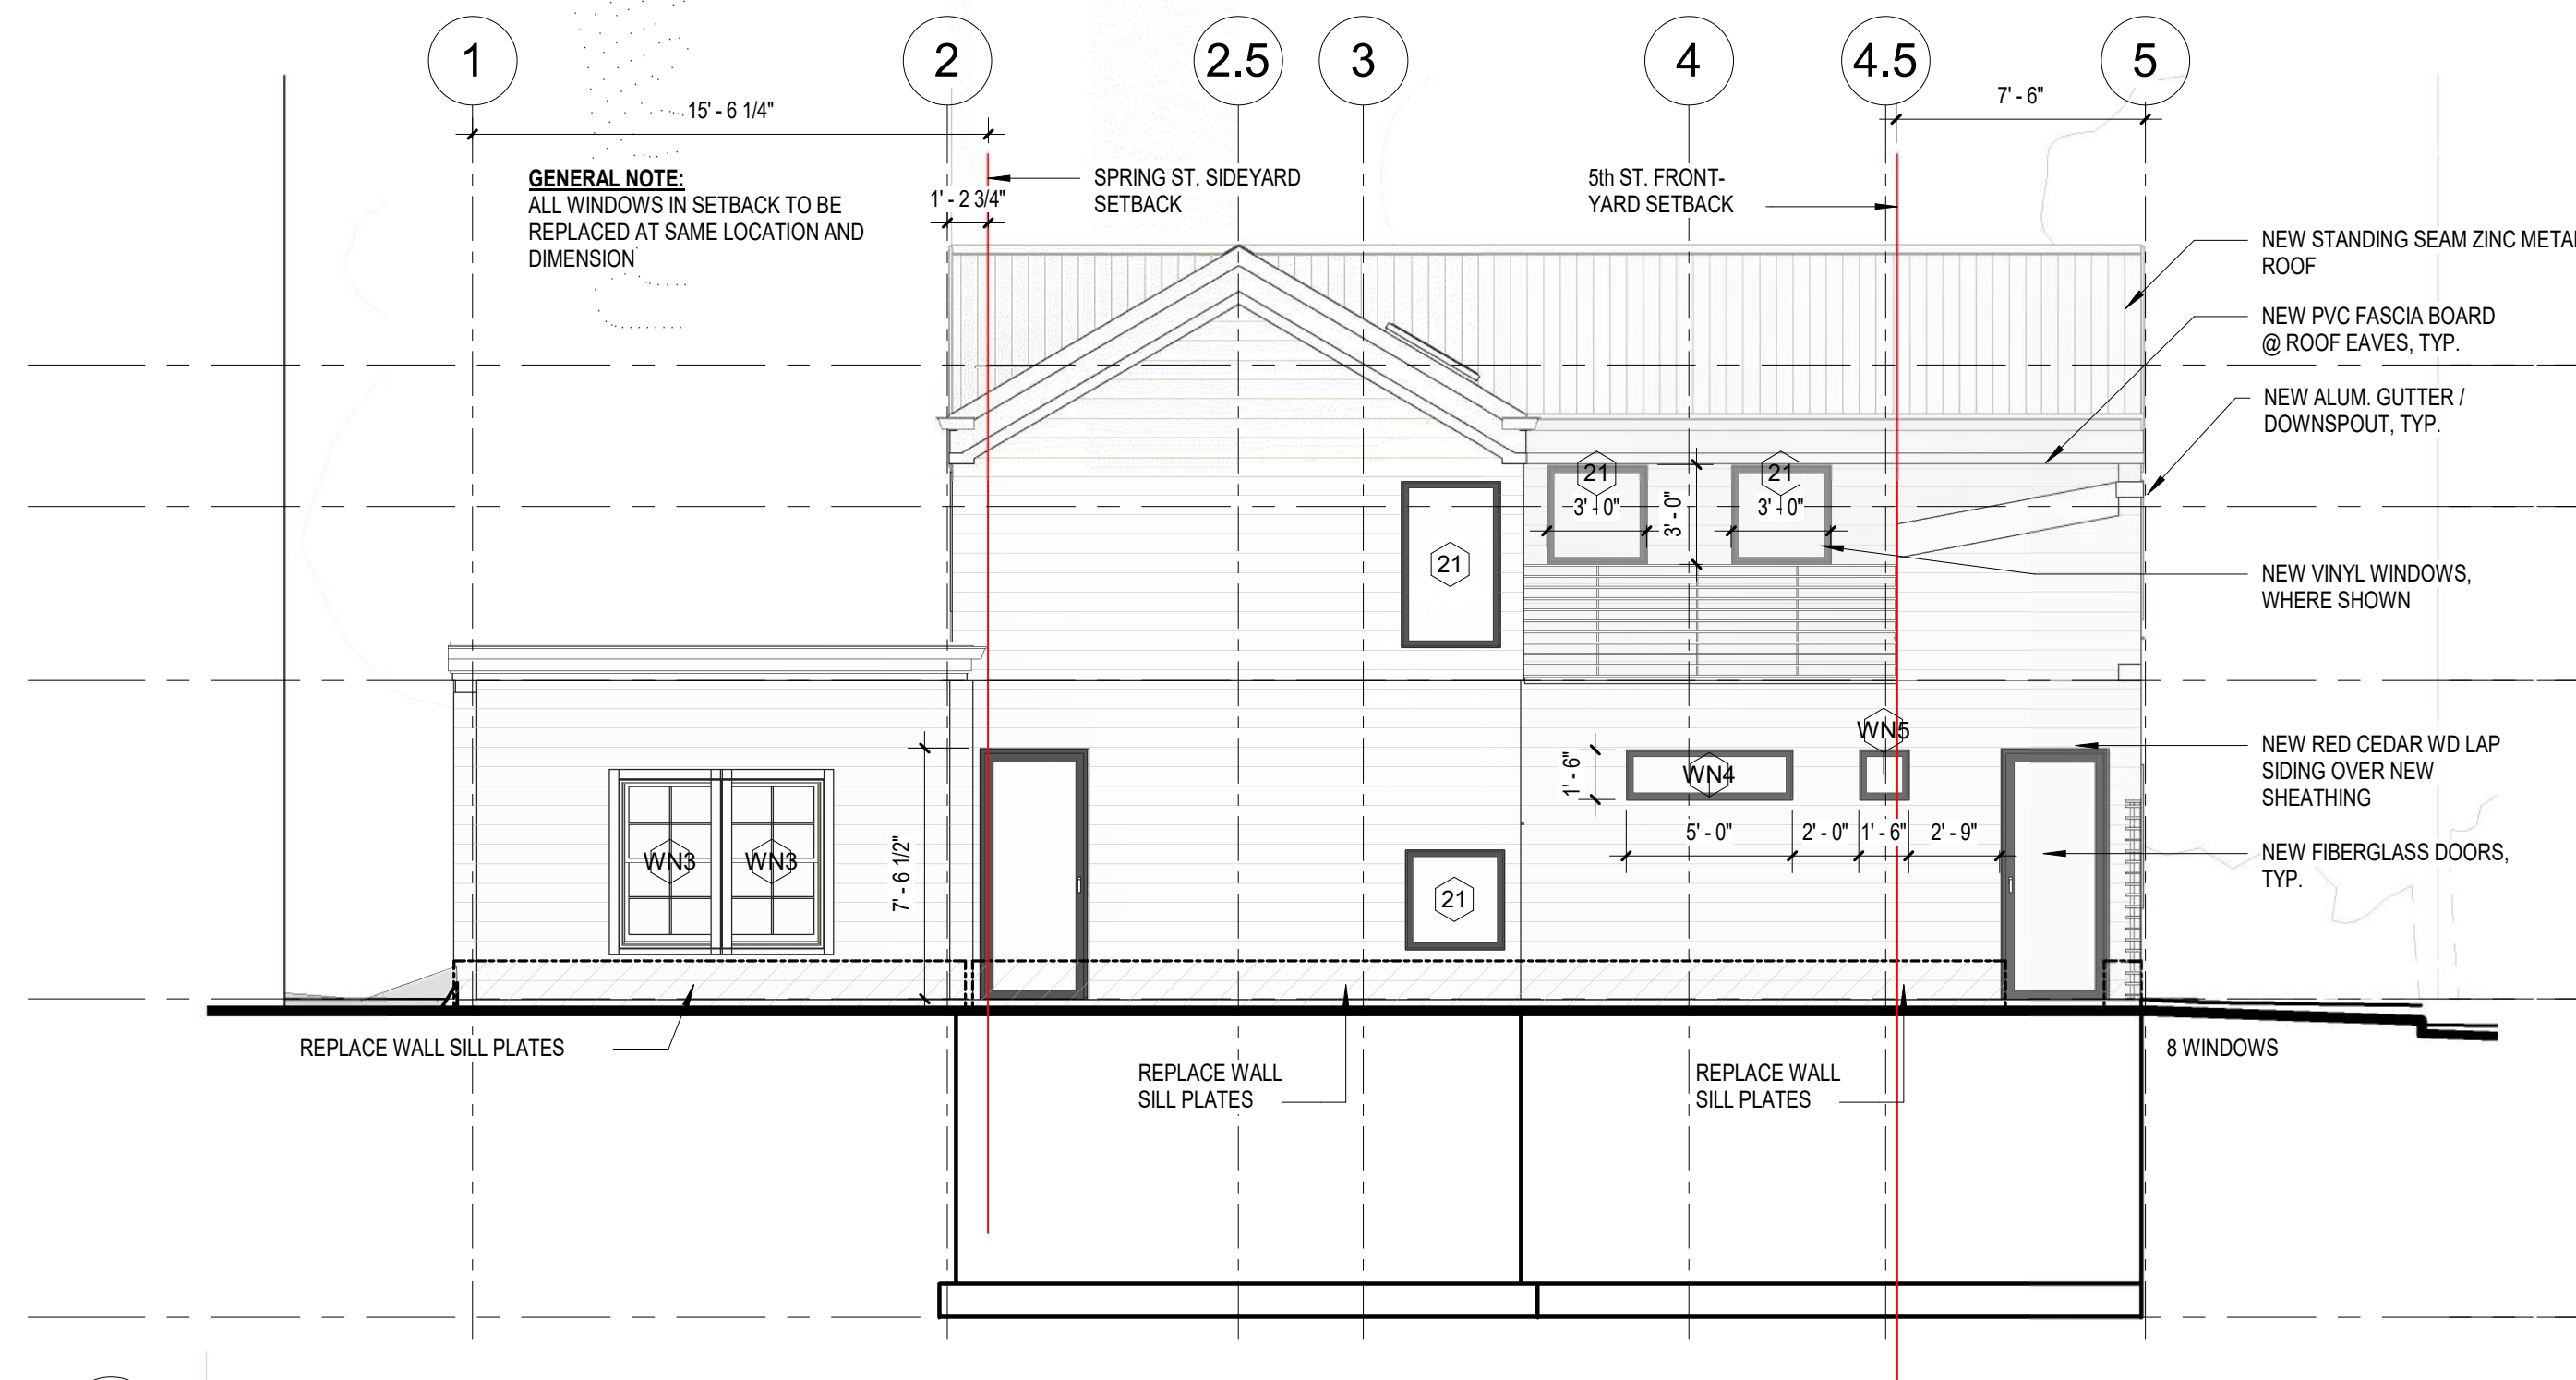 1
2
2.5
3
4
4.5
5
15' - 6 1/4"
7' - 6"
GENERAL NOTE:
ALL WINDOWS IN SETBACK TO BE
REPLACED AT SAME LOCATION AND
DIMENSION
1' - 2 3/4"
SPRING ST. SIDEYARD
SETBACK
5th ST. FRONT-
YARD SETBACK
NEW STANDING SEAM ZINC METAL
ROOF
NEW PVC FASCIA BOARD
@ ROOF EAVES, TYP.
NEW ALUM. GUTTER /
DOWNSPOUT, TYP.
21
21
3' - 0"
3' - 0"
3' - 0"
21
NEW VINYL WINDOWS,
WHERE SHOWN
WN5
WN4
1' - 6"
NEW RED CEDAR WD LAP
SIDING OVER NEW
SHEATHING
5' - 0"
2' - 0"
1' - 6"
2' - 9"
WN3
WN3
7' - 6 1/2"
21
NEW FIBERGLASS DOORS,
TYP.
REPLACE WALL SILL PLATES
REPLACE WALL
SILL PLATES
REPLACE WALL
SILL PLATES
8 WINDOWS